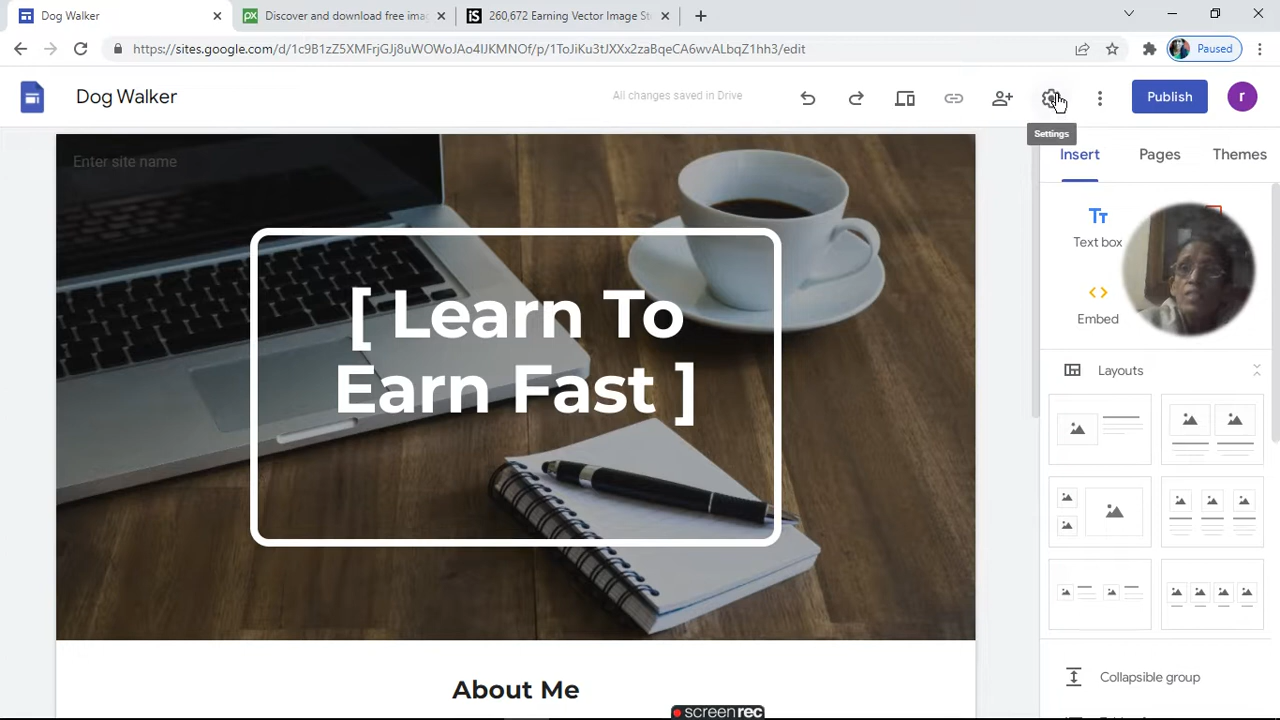 Dog Walker
Discover and download free imag
260,672 Earning Vector Image St
https://sites.google.com/d/1c9B1zZ5XMFrjGJj8uWOWoJAo4IJKMNOf/p/1ToJiKu3tJXXx2zaBqeCA6wvALbqZ1hh3/edit
Paused
Dog Walker
All changes saved in Drive
Publish
r
Settings
Enter site name
Insert
Pages
Themes
Text box
Embed
[ Learn To
Earn Fast ]
Layouts
About Me
Collapsible group
screenrec